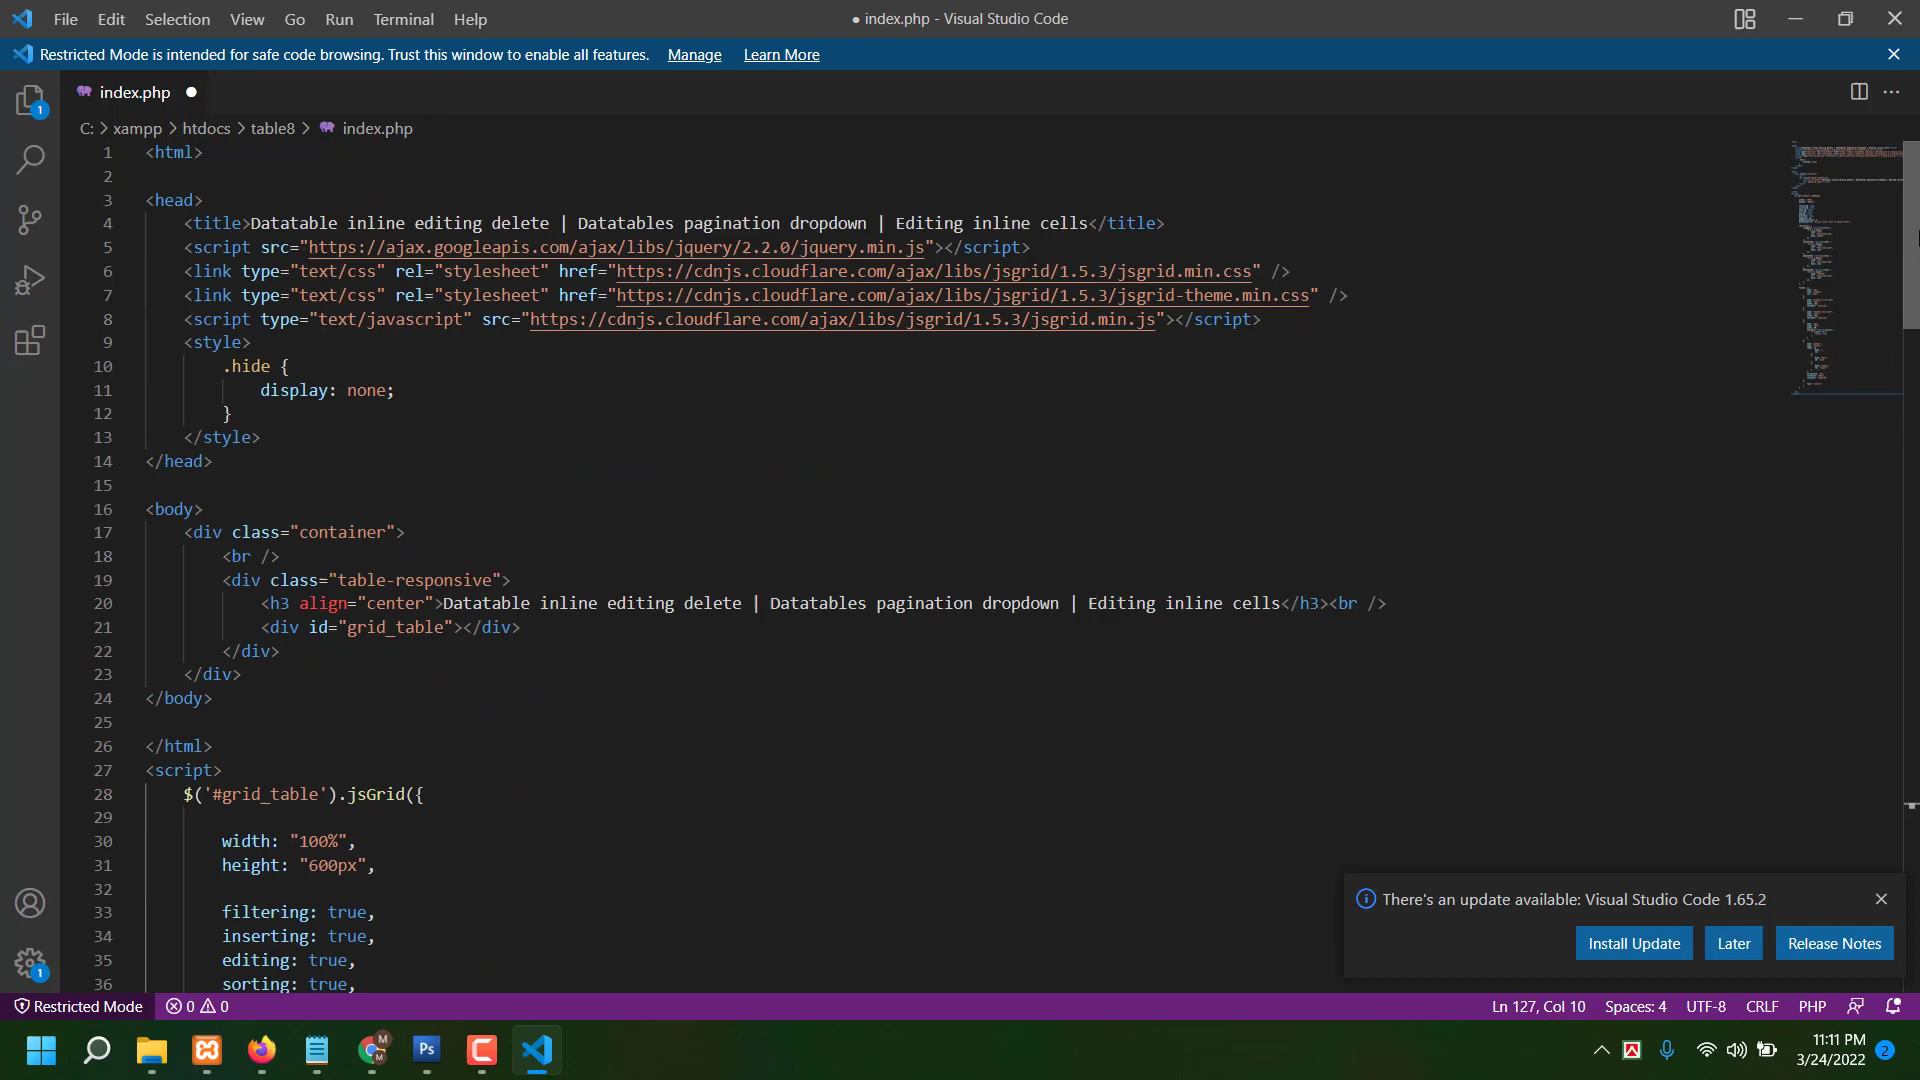 File Edit Selection View Go Run Terminal Help
● index.php - Visual Studio Code
Restricted Mode is intended for safe code browsing. Trust this window to enable all features. Manage Learn More
index.php ●
C: > xampp > htdocs > table8 > index.php
1 <html>
2
3 <head>
4 <title>Datatable inline editing delete | Datatables pagination dropdown | Editing inline cells</title>
5 <script src="https://ajax.googleapis.com/ajax/libs/jquery/2.2.0/jquery.min.js"></script>
6 <link type="text/css" rel="stylesheet" href="https://cdnjs.cloudflare.com/ajax/libs/jsgrid/1.5.3/jsgrid.min.css" />
7 <link type="text/css" rel="stylesheet" href="https://cdnjs.cloudflare.com/ajax/libs/jsgrid/1.5.3/jsgrid-theme.min.css" />
8 <script type="text/javascript" src="https://cdnjs.cloudflare.com/ajax/libs/jsgrid/1.5.3/jsgrid.min.js"></script>
9 <style>
10 .hide {
11 display: none;
12 }
13 </style>
14 </head>
15
16 <body>
17 <div class="container">
18 <br />
19 <div class="table-responsive">
20 <h3 align="center">Datatable inline editing delete | Datatables pagination dropdown | Editing inline cells</h3><br />
21 <div id="grid_table"></div>
22 </div>
23 </div>
24 </body>
25
26 </html>
27 <script>
28 $('#grid_table').jsGrid({
29
30 width: "100%",
31 height: "600px",
32
33 filtering: true,
34 inserting: true,
35 editing: true,
36 sorting: true,
There's an update available: Visual Studio Code 1.65.2
Install Update Later Release Notes
Restricted Mode 0 0 Ln 127, Col 10 Spaces: 4 UTF-8 CRLF PHP
11:11 PM
3/24/2022 2